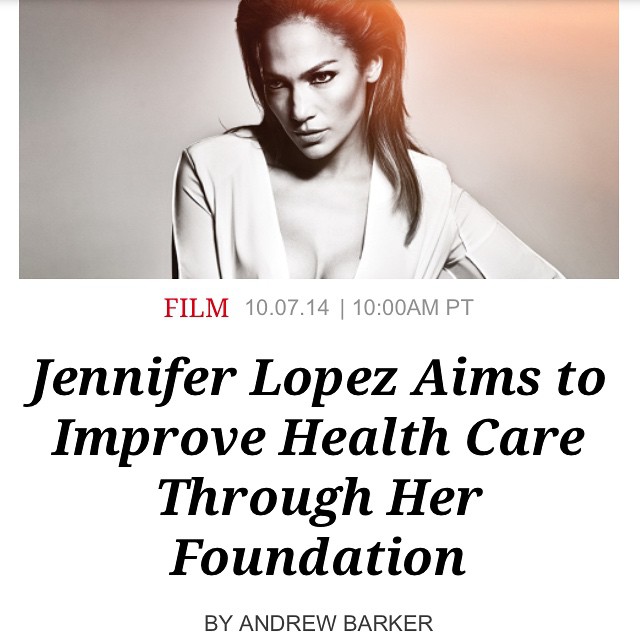 FILM 10.07.14 | 10:00AM PT
Jennifer Lopez Aims to
Improve Health Care
Through Her
Foundation
BY ANDREW BARKER